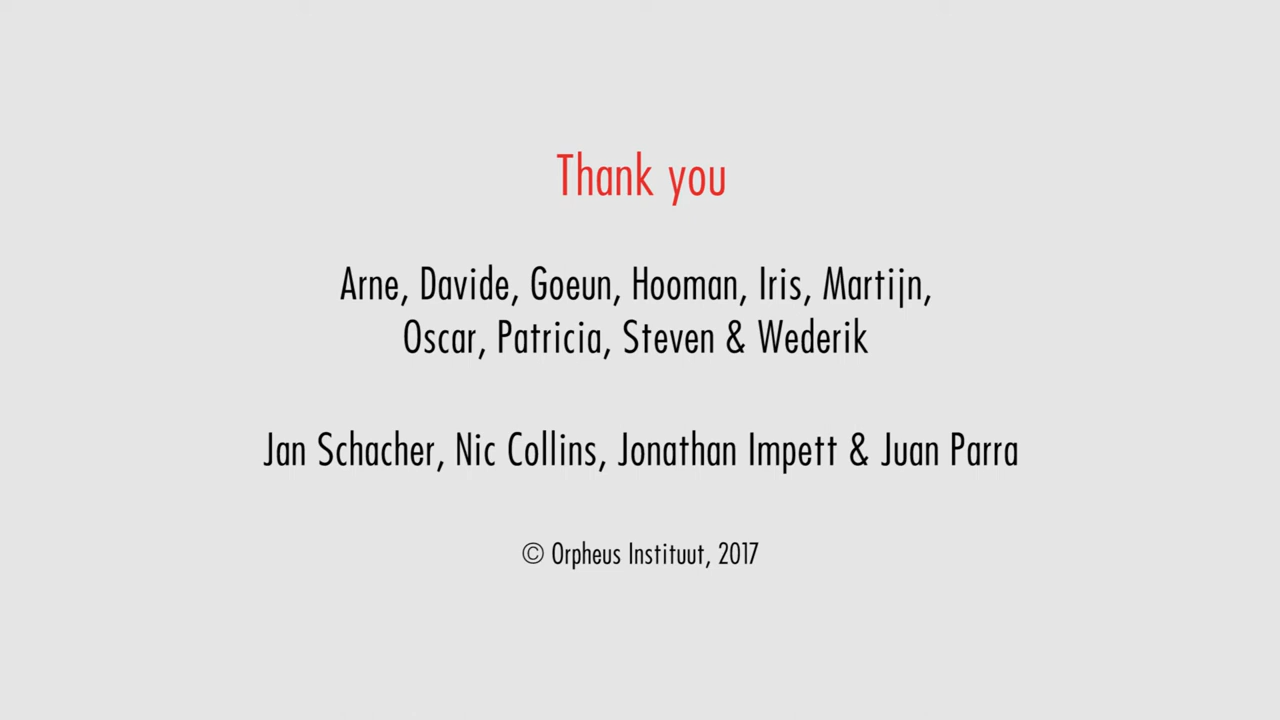 Thank you
Arne, Davide, Goeun, Hooman, Iris, Martijn,
Oscar, Patricia, Steven & Wederik
Jan Schacher, Nic Collins, Jonathan Impett & Juan Parra
© Orpheus Instituut, 2017